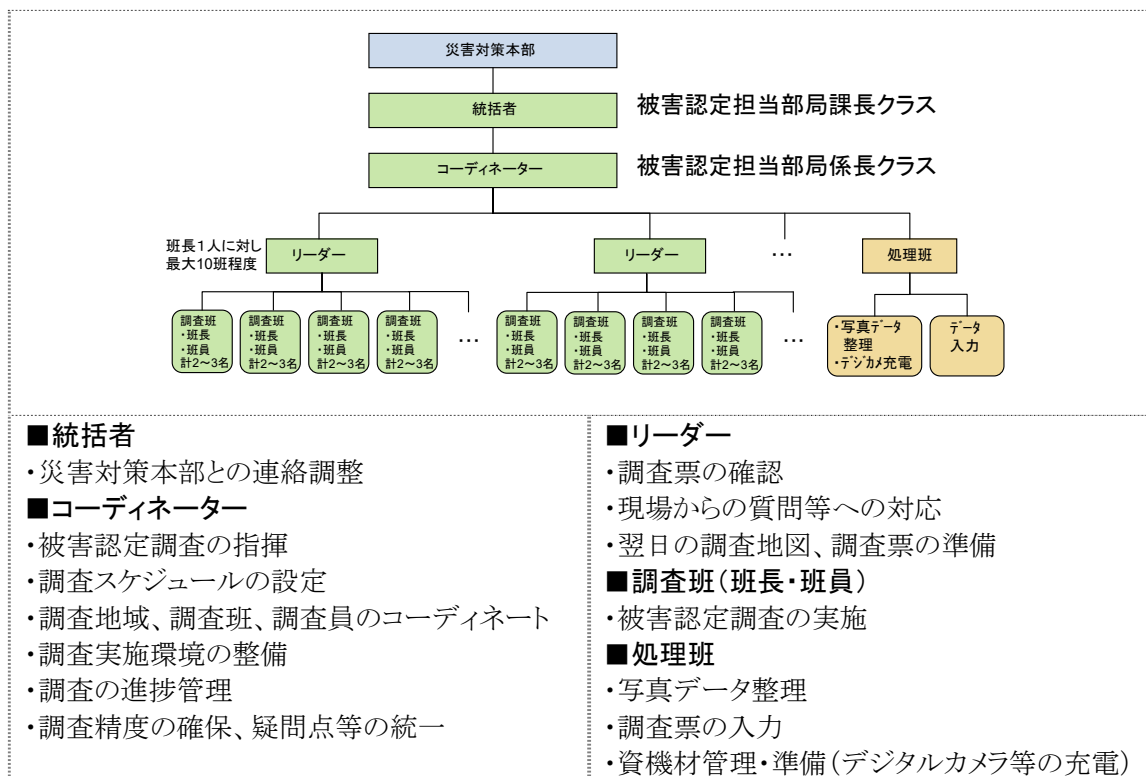 災害対策本部
統括者
被害認定担当部局課長クラス
コーディネーター
被害認定担当部局係長クラス
班長1人に対し
最大10班程度
リーダー
リーダー
…
処理班
調査班
・班長
・班員
計2~3名
調査班
・班長
・班員
計2~3名
調査班
・班長
・班員
計2~3名
調査班
・班長
・班員
計2~3名
…
調査班
・班長
・班員
計2~3名
調査班
・班長
・班員
計2~3名
調査班
・班長
・班員
計2~3名
調査班
・班長
・班員
計2~3名
…
・写真データ
整理
・デジカメ充電
データ
入力
■統括者
・災害対策本部との連絡調整
■コーディネーター
・被害認定調査の指揮
・調査スケジュールの設定
・調査地域、調査班、調査員のコーディネート
・調査実施環境の整備
・調査の進捗管理
・調査精度の確保、疑問点等の統一
■リーダー
・調査票の確認
・現場からの質問等への対応
・翌日の調査地図、調査票の準備
■調査班(班長・班員)
・被害認定調査の実施
■処理班
・写真データ整理
・調査票の入力
・資機材管理・準備(デジタルカメラ等の充電)